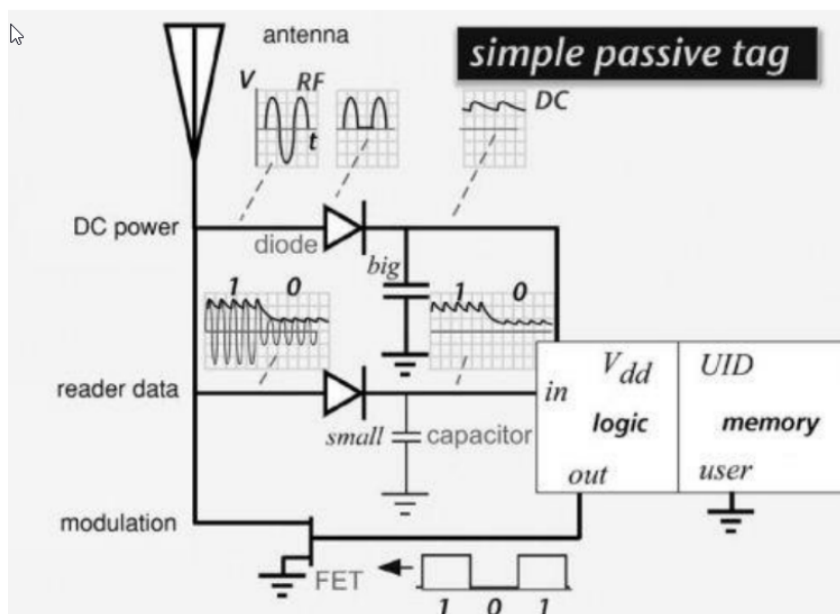 antenna
simple passive tag
V RF
t
DC
DC power
diode
big
1 0
1 0
reader data
small capacitor
in
Vdd
logic
out
UID
memory
user
modulation
FET
1 0 1